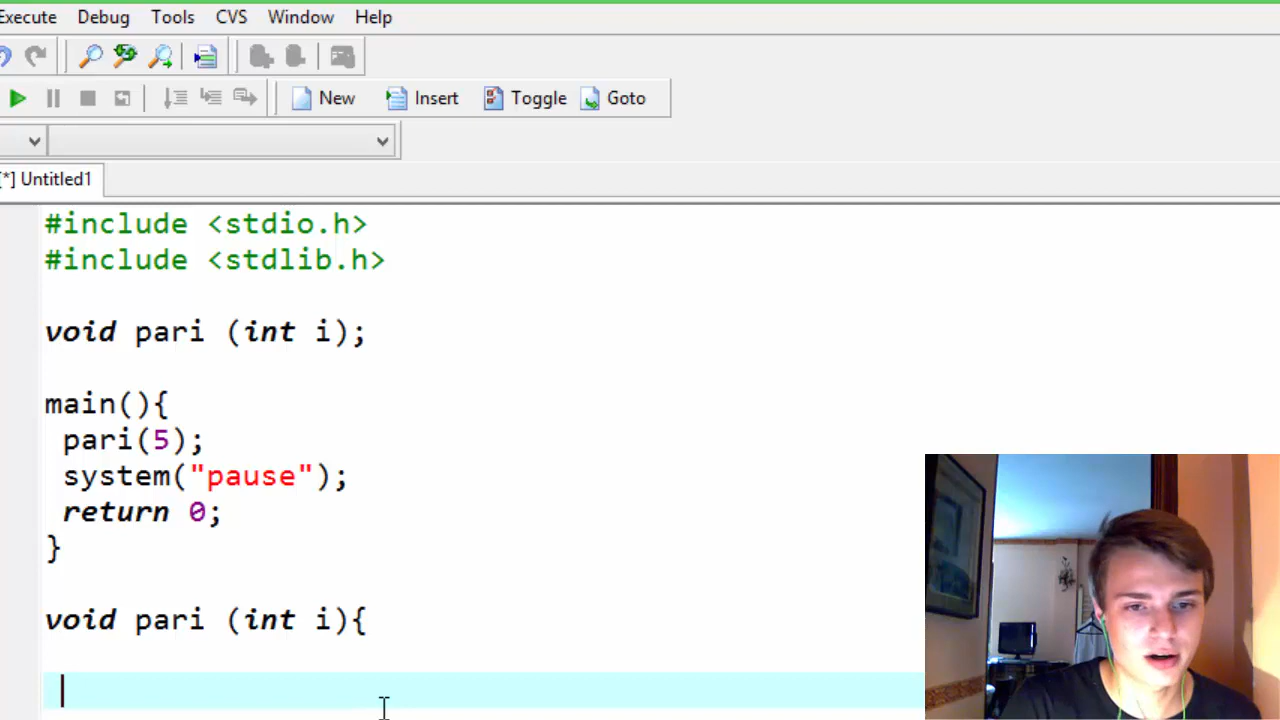 Execute Debug Tools CVS Window Help
New Insert Toggle Goto
[*] Untitled1
#include <stdio.h>
#include <stdlib.h>
void pari (int i);
main(){
pari(5);
system("pause");
return 0;
}
void pari (int i){